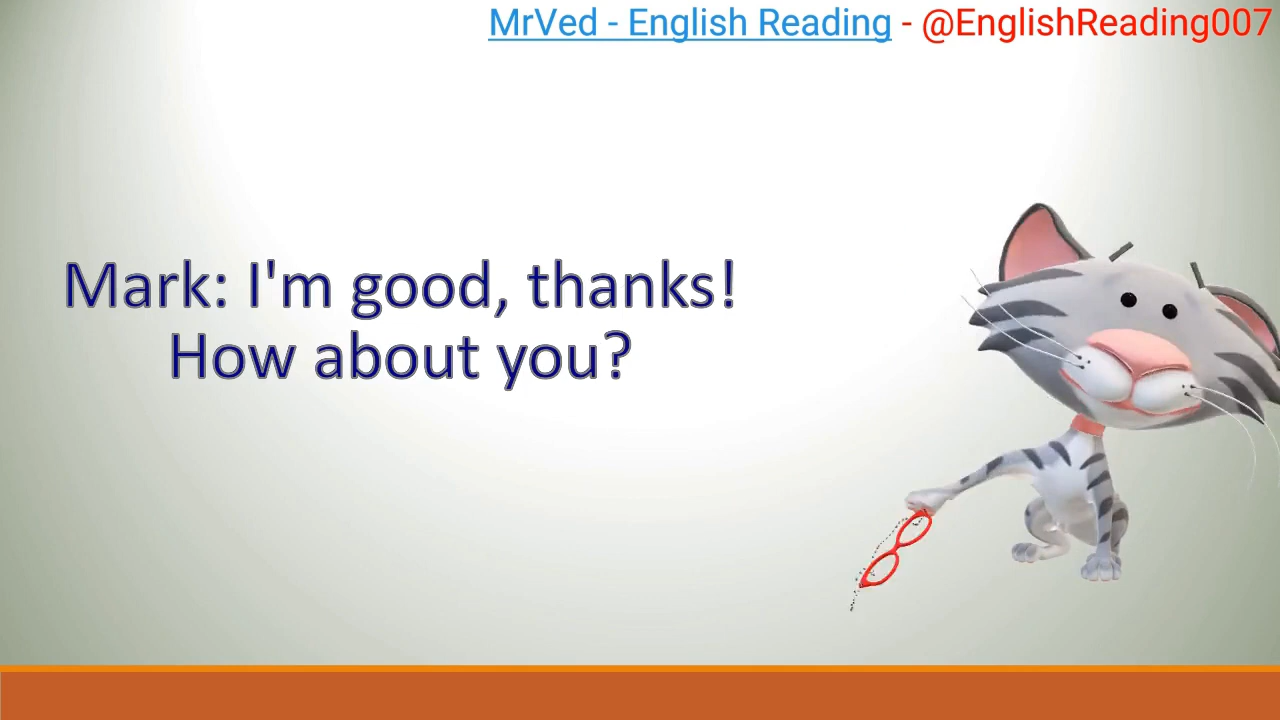 MrVed - English Reading - @EnglishReading007
Mark: I'm good, thanks!
How about you?